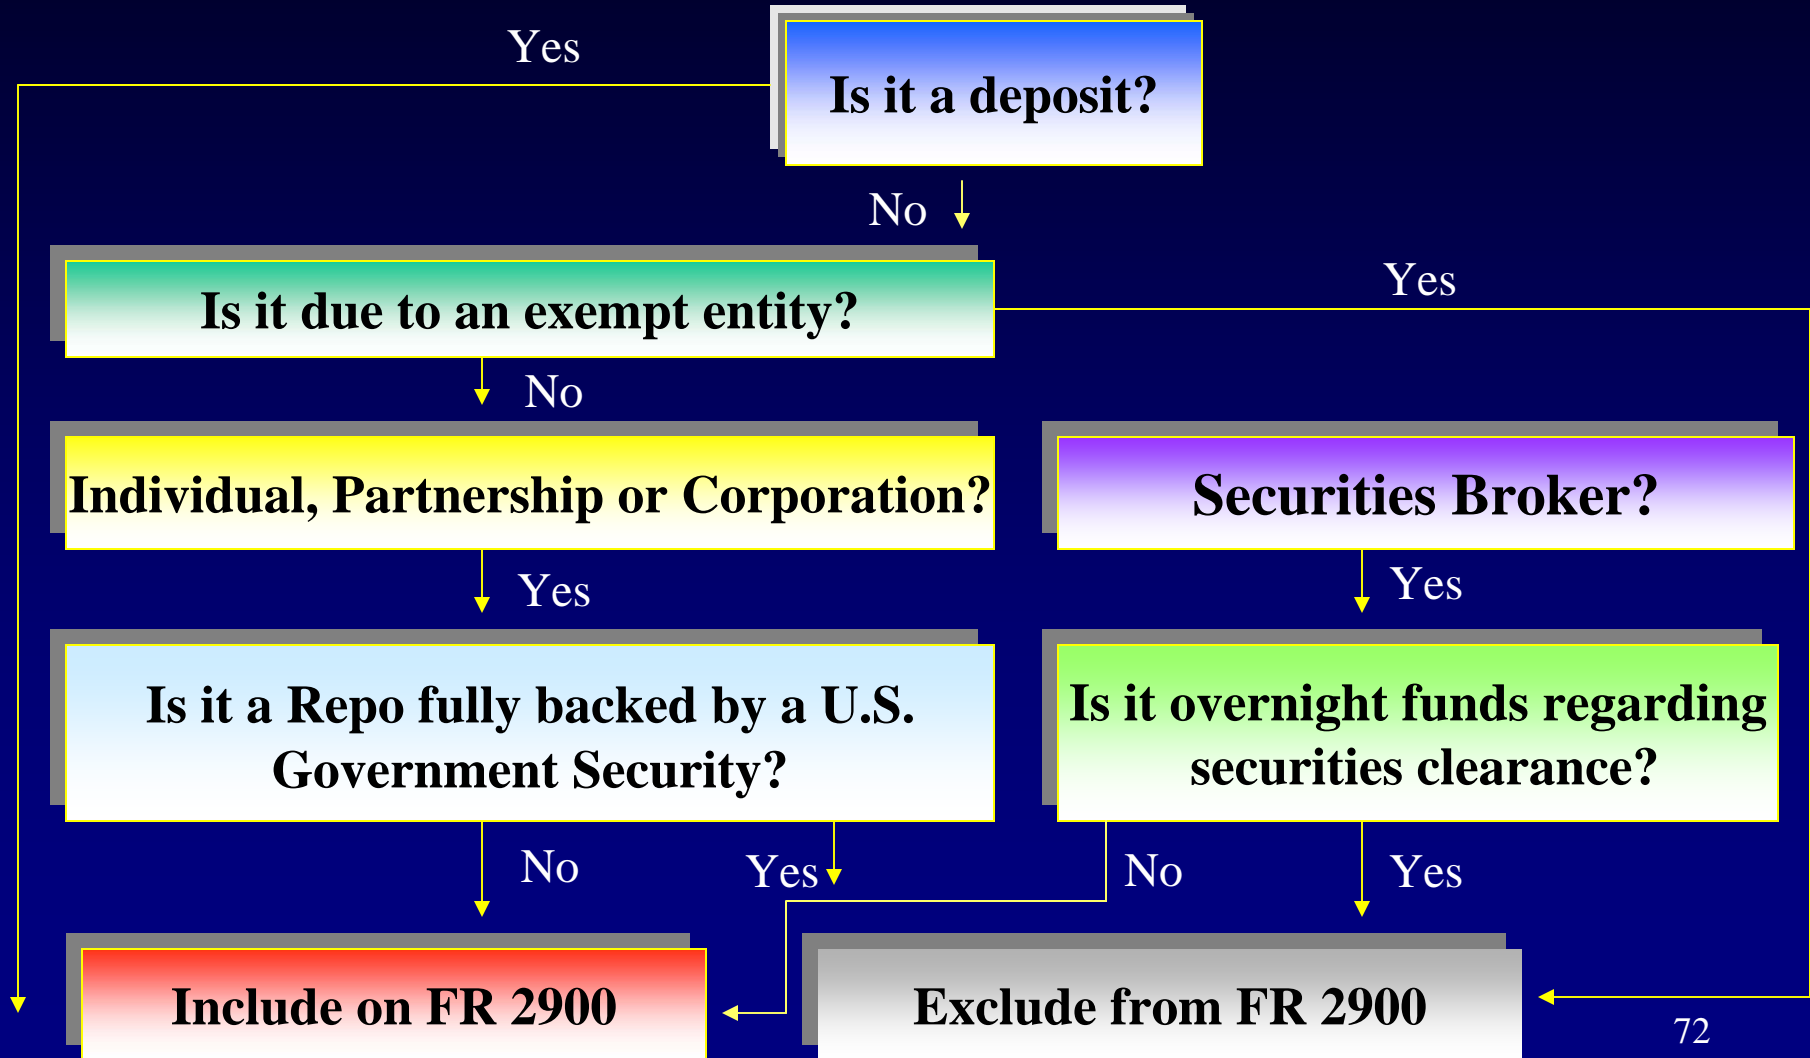 Yes
Is it a deposit?
No
Is it due to an exempt entity?
Yes
No
Individual, Partnership or Corporation?
Securities Broker?
Yes
Yes
Is it a Repo fully backed by a U.S.
Government Security?
Is it overnight funds regarding
securities clearance?
No
Yes
No
Yes
Include on FR 2900
Exclude from FR 2900
72